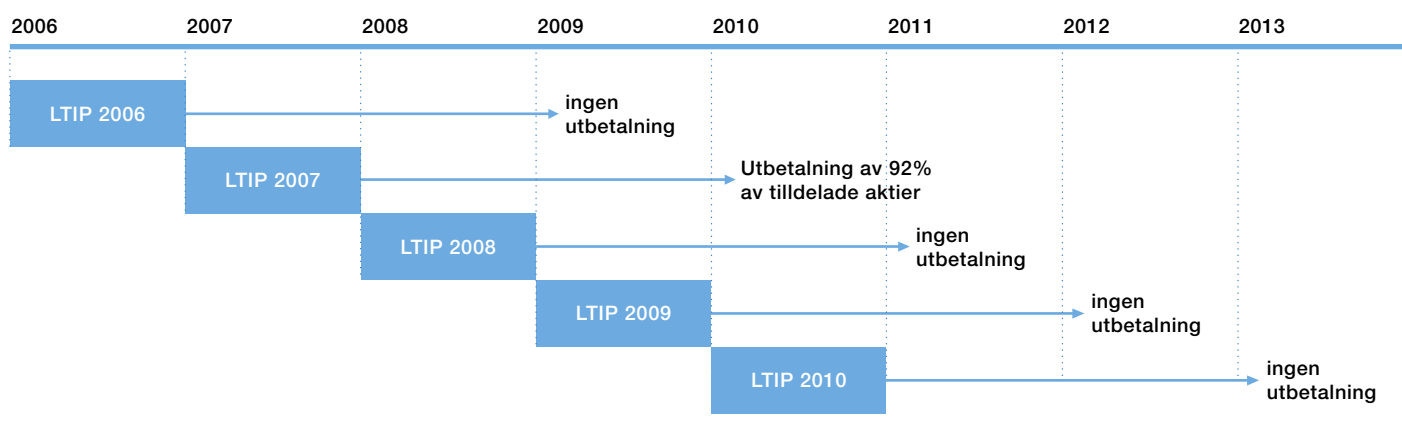 2006 2007 2008 2009 2010 2011 2012 2013
LTIP 2006
ingen
utbetalning
LTIP 2007
Utbetalning av 92%
av tilldelade aktier
LTIP 2008
ingen
utbetalning
LTIP 2009
ingen
utbetalning
LTIP 2010
ingen
utbetalning